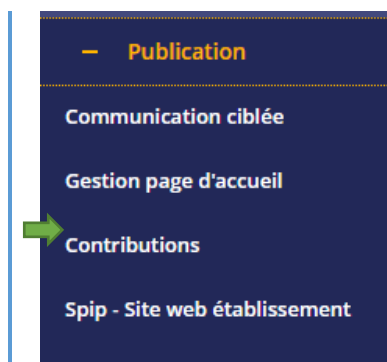 – Publication
Communication ciblée
Gestion page d'accueil
Contributions
Spip - Site web établissement